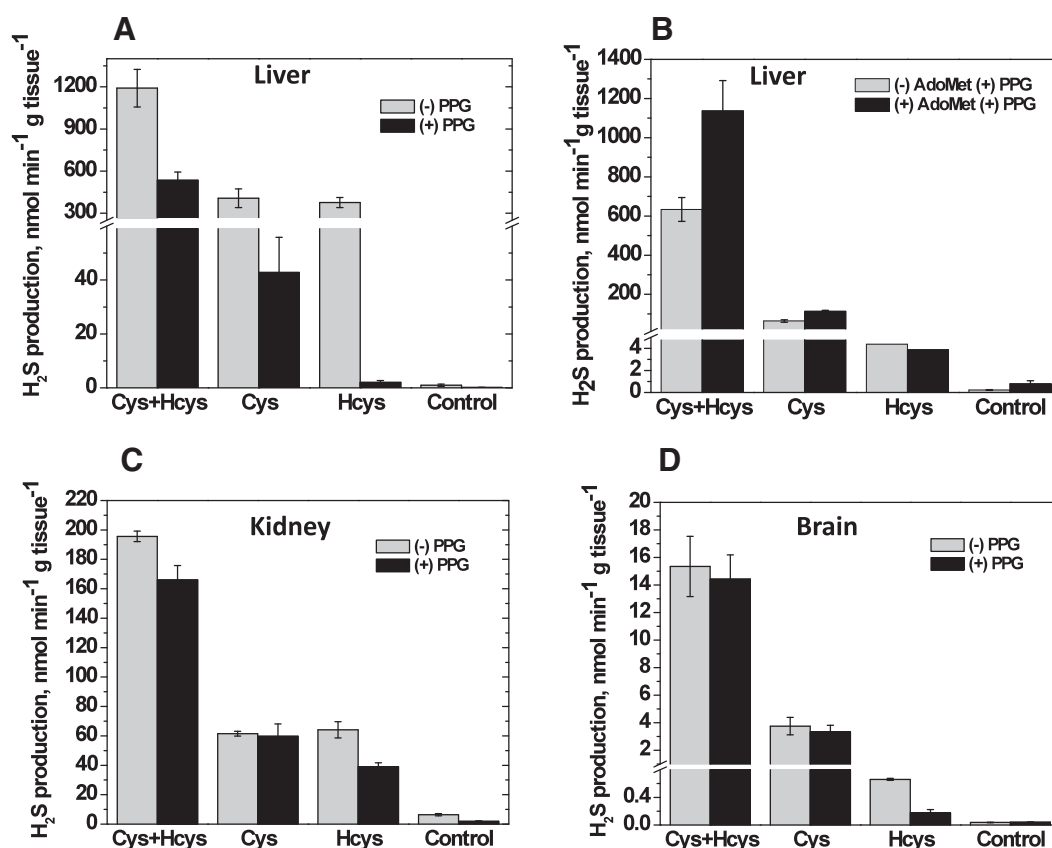 A
Liver
(-) PPG
(+) PPG
H2S production, nmol min-1 g tissue-1
1200
900
600
300
40
20
0
Cys+Hcys Cys Hcys Control
B
Liver
(-) AdoMet (+) PPG
(+) AdoMet (+) PPG
H2S production, nmol min-1g tissue-1
1400
1200
1000
800
600
400
200
4
2
0
Cys+Hcys Cys Hcys Control
C
Kidney
(-) PPG
(+) PPG
H2S production, nmol min-1 g tissue-1
220
200
180
160
140
120
100
80
60
40
20
0
Cys+Hcys Cys Hcys Control
D
Brain
(-) PPG
(+) PPG
H2S production, nmol min-1 g tissue-1
20
18
16
14
12
10
8
6
4
2
0.4
0.0
Cys+Hcys Cys Hcys Control